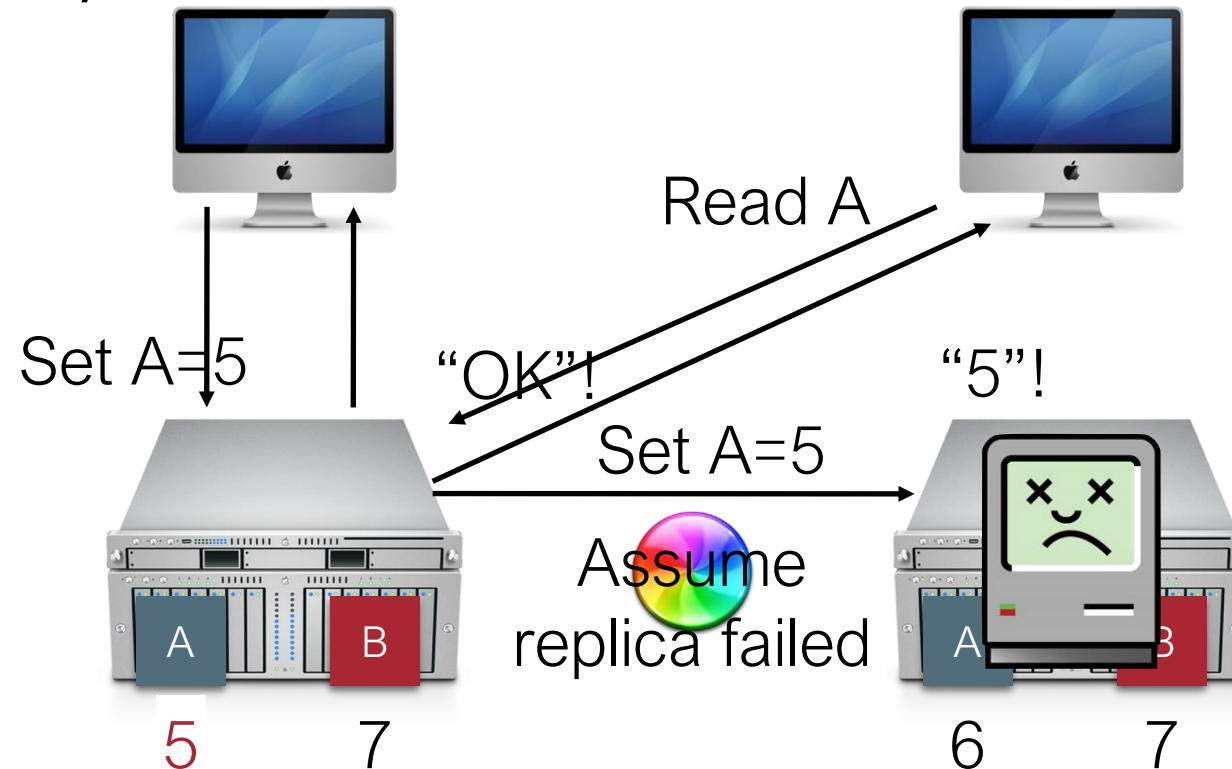 Read A
Set A=5
“OK”!
“5”!
Set A=5
Assume
replica failed
A
B
A
B
5
7
6
7